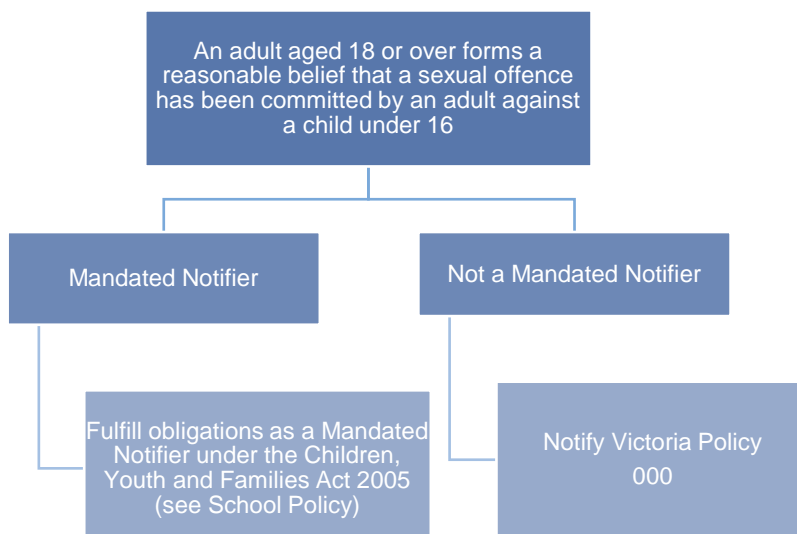 An adult aged 18 or over forms a
reasonable belief that a sexual offence
has been committed by an adult against
a child under 16
Mandated Notifier
Not a Mandated Notifier
Fulfill obligations as a Mandated
Notifier under the Children,
Youth and Families Act 2005
(see School Policy)
Notify Victoria Policy
000